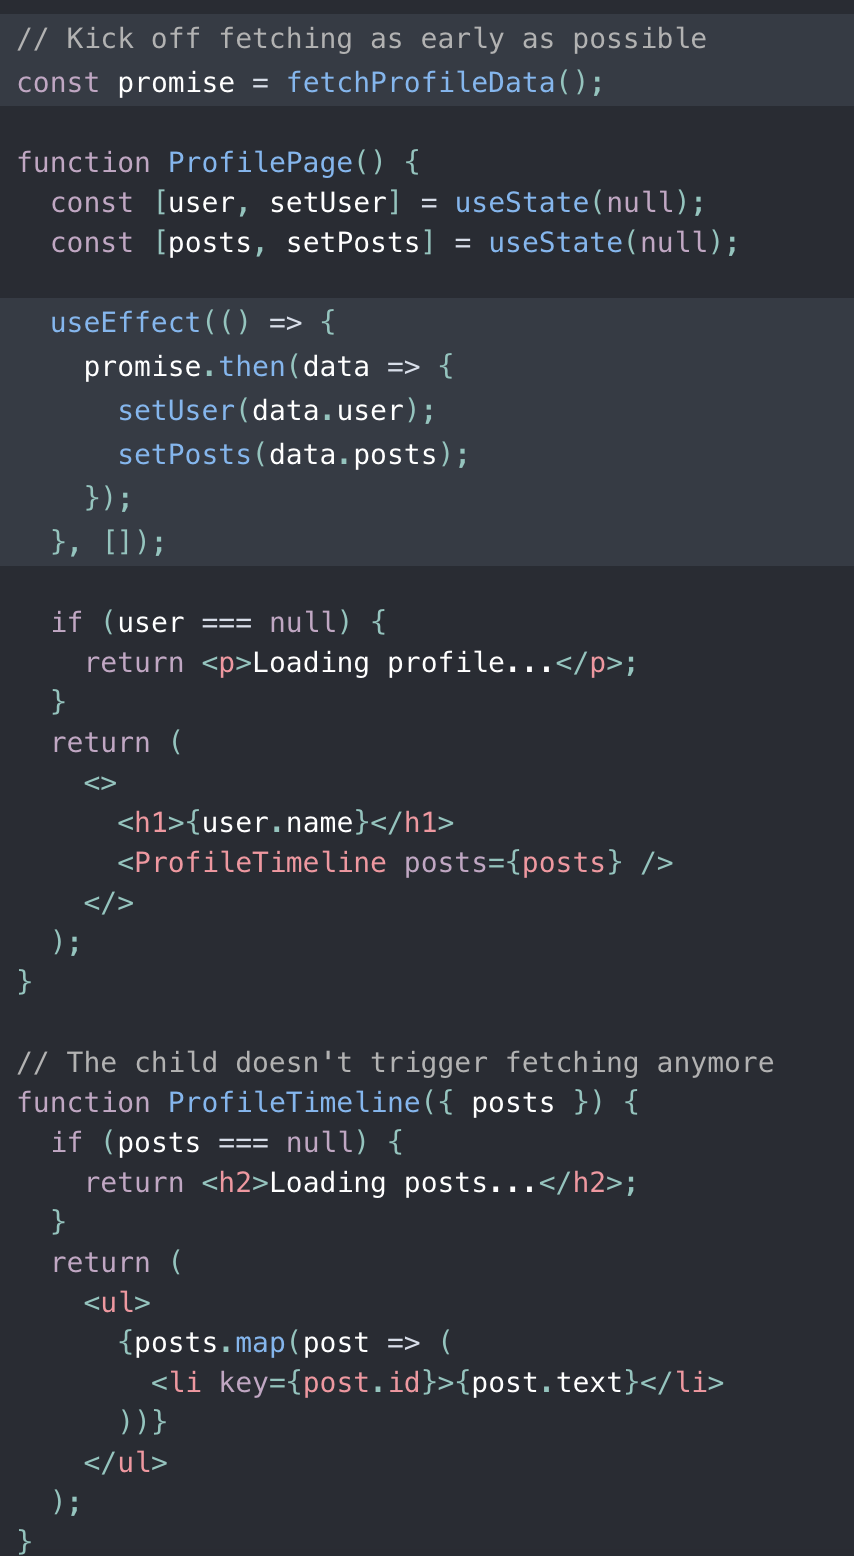 // Kick off fetching as early as possible
const promise = fetchProfileData();

function ProfilePage() {
  const [user, setUser] = useState(null);
  const [posts, setPosts] = useState(null);

  useEffect(() => {
    promise.then(data => {
      setUser(data.user);
      setPosts(data.posts);
    });
  }, []);

  if (user === null) {
    return <p>Loading profile...</p>;
  }
  return (
    <>
      <h1>{user.name}</h1>
      <ProfileTimeline posts={posts} />
    </>
  );
}

// The child doesn't trigger fetching anymore
function ProfileTimeline({ posts }) {
  if (posts === null) {
    return <h2>Loading posts...</h2>;
  }
  return (
    <ul>
      {posts.map(post => (
        <li key={post.id}>{post.text}</li>
      ))}
    </ul>
  );
}